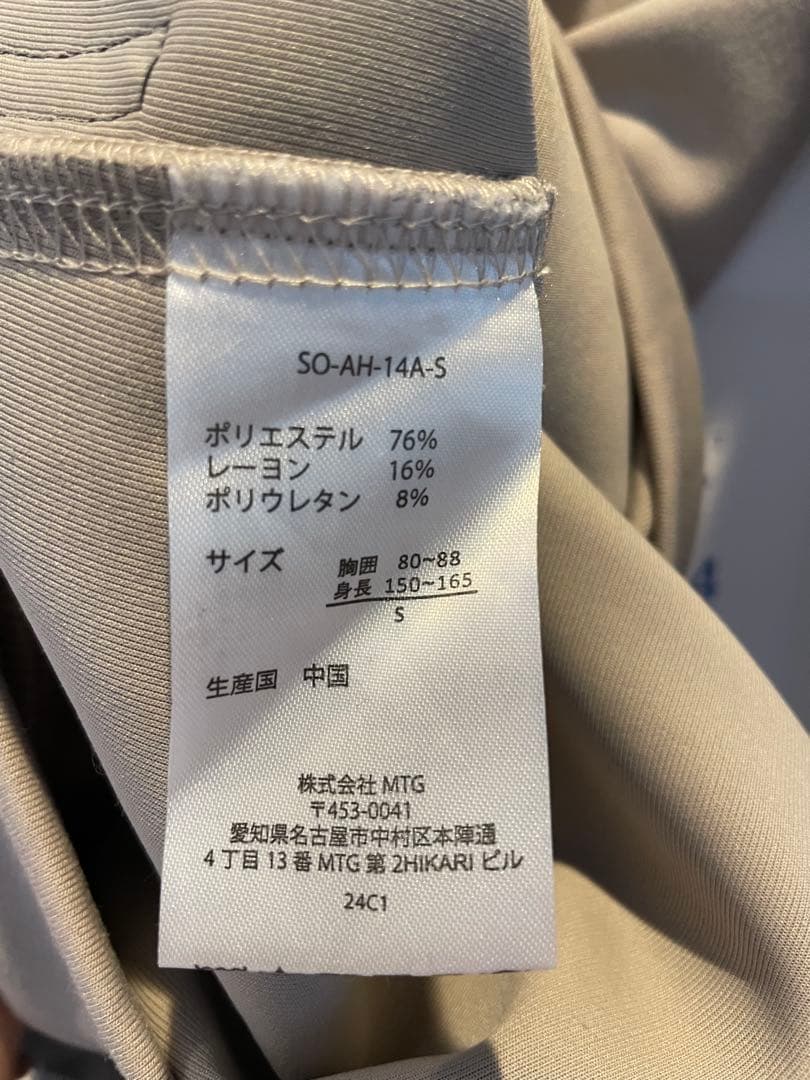 SO-AH-14A-S
ポリエステル 76%
レーヨン 16%
ポリウレタン 8%
サイズ 胸囲 80~88
身長 150~165
S
生産国 中国
株式会社 MTG
〒453-0041
愛知県名古屋市中村区本陣通
4丁目13番 MTG 第2HIKARI ビル
24C1